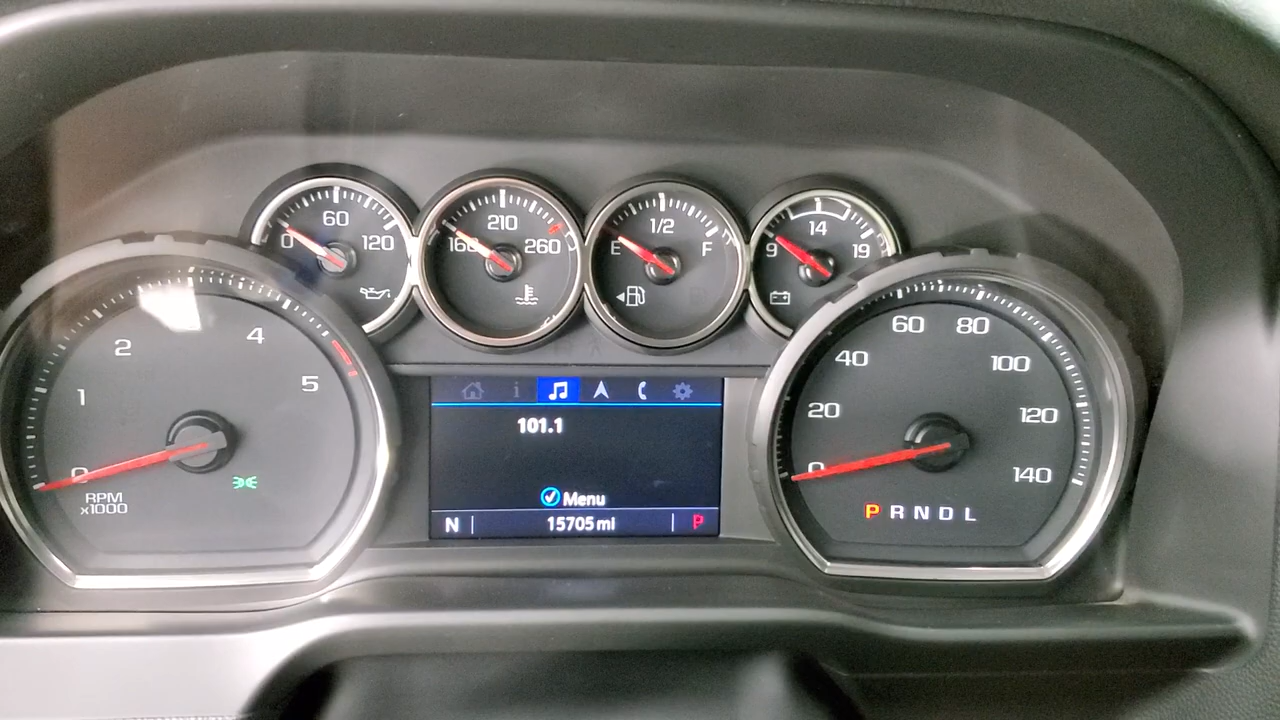 0 60 120
160 210 260
E 1/2 F
9 14 19
0 1 2 4 5
RPM
x1000
101.1
Menu
N 15705 mi P
0 20 40 60 80 100 120 140
P R N D L